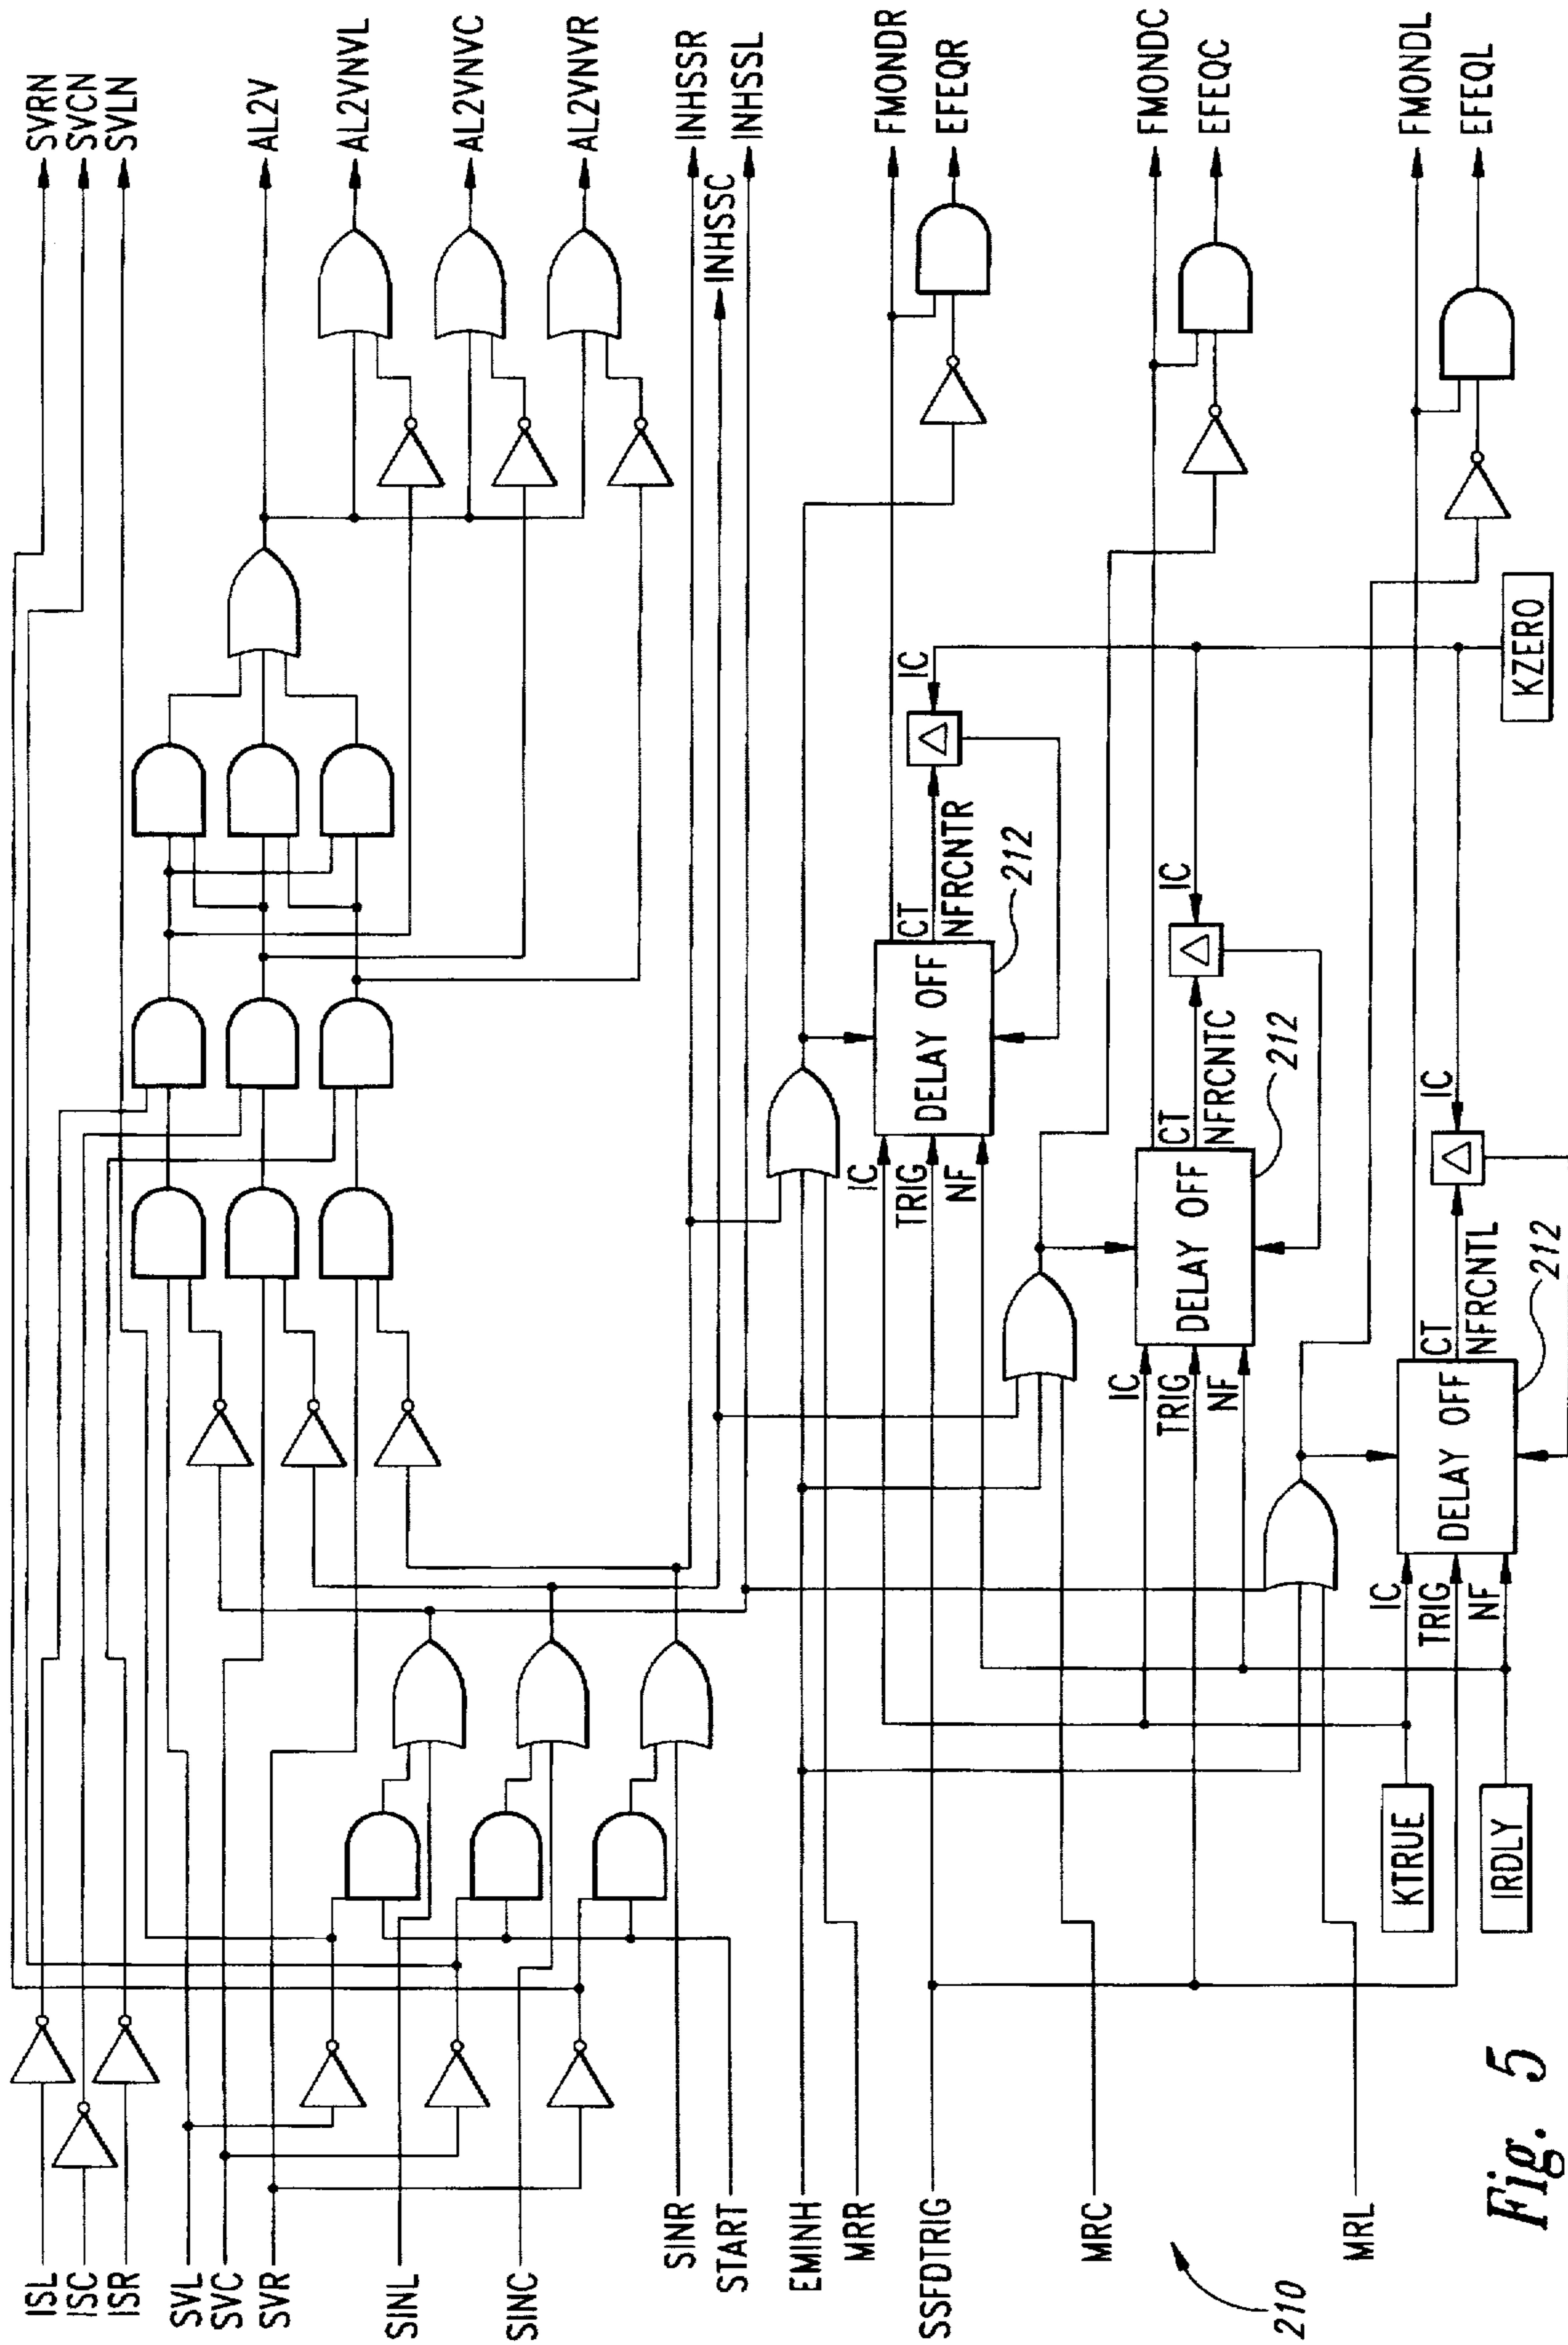 ISL
ISC
ISR
SVL
SVC
SVR
SINL
SINC
SINR
START
EMINH
MRR
SSFDTRIG
MRC
MRL
210
KTRUE
IRDLY
IC
TRIG
NF
DELAY OFF
CT
NFRCNTR
IC
212
IC
TRIG
NF
DELAY OFF
CT
NFRCNTC
IC
212
IC
TRIG
NF
DELAY OFF
CT
NFRCNTL
IC
212
KZERO
SVRN
SVCN
SVLN
AL2V
AL2VNVL
AL2VNVC
AL2VNVR
INHSSR
INHSSC
INHSSL
FMONDR
EFEQR
FMONDC
EFEQC
FMONDL
EFEQL
Fig. 5